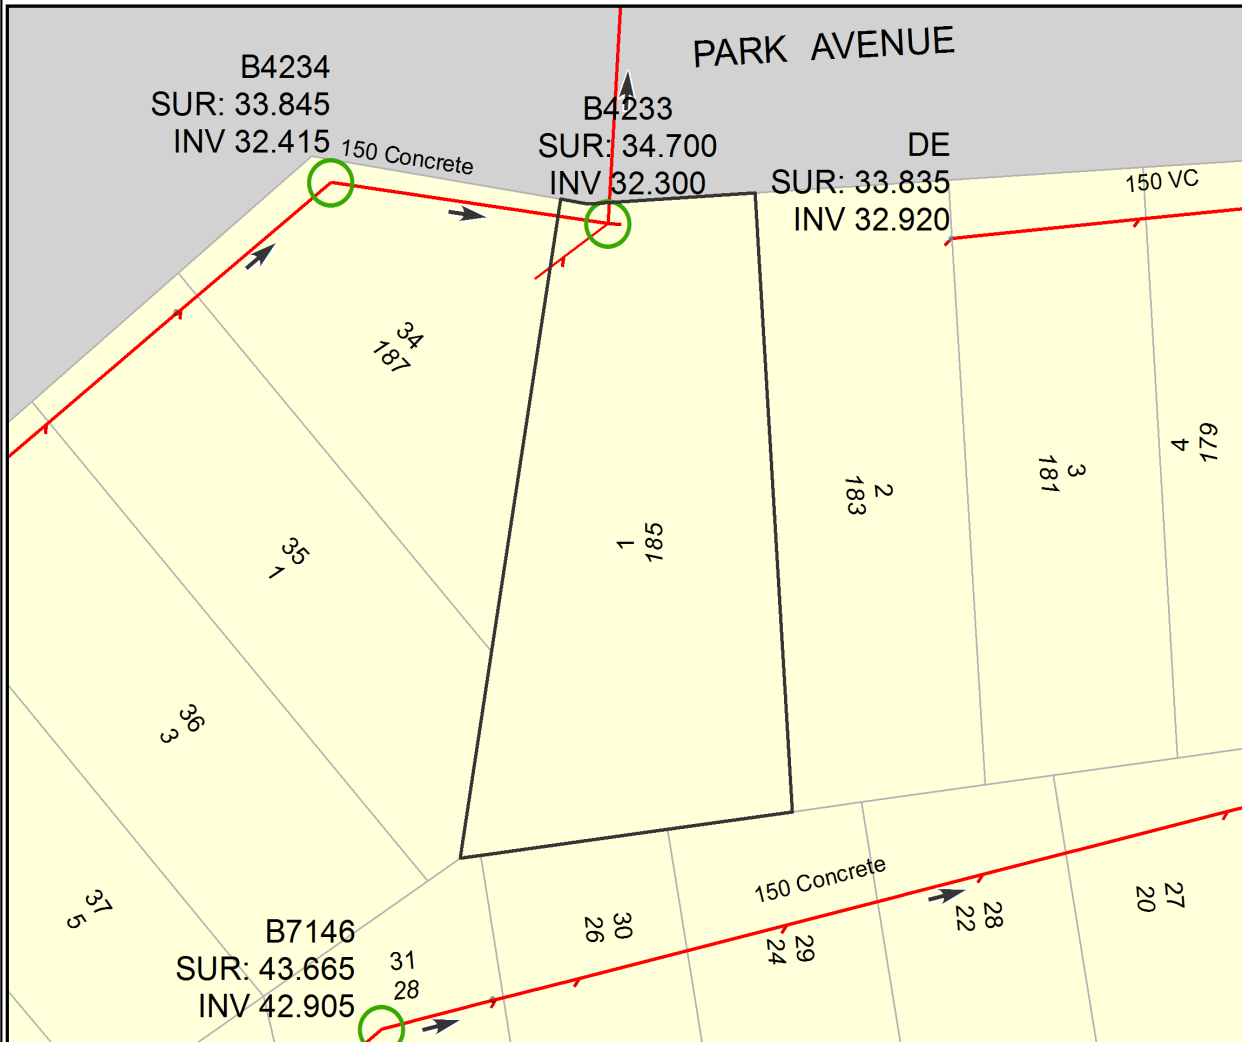 PARK AVENUE
B4234
SUR: 33.845
INV 32.415
150 Concrete
B4233
SUR: 34.700
INV 32.300
DE
SUR: 33.835
INV 32.920
150 VC
34
187
35
1
36
3
37
5
1
185
2
183
3
181
4
179
150 Concrete
B7146
SUR: 43.665
INV 42.905
31
28
30
26
29
24
28
22
27
20